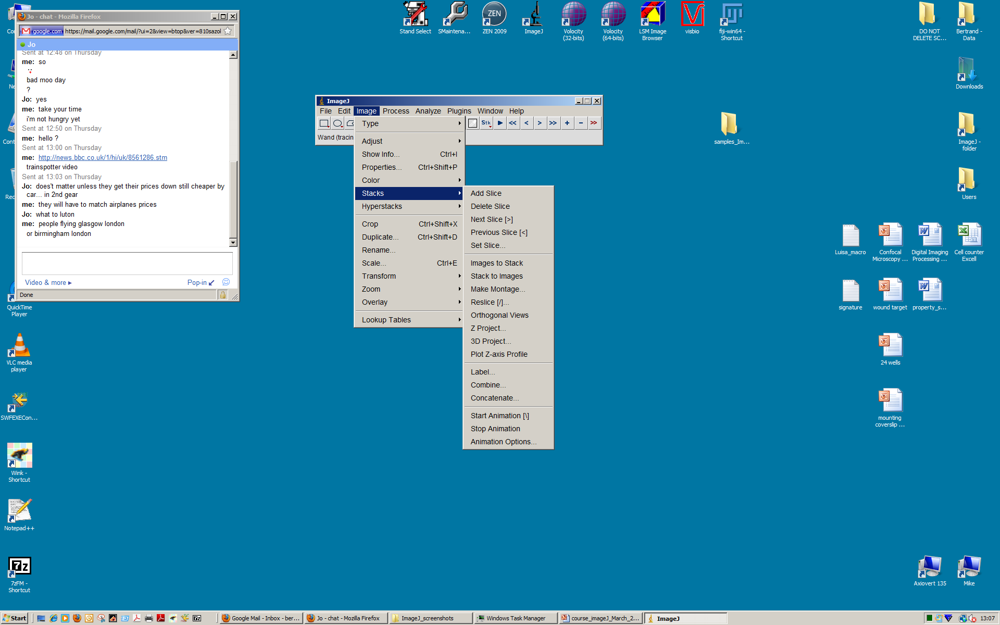 Jo - chat - Mozilla Firefox
google.com https://mail.google.com/mail/?ui=2&view=btop&ver=810sazol
Jo
Sent at 12:48 on Thursday
me: so
bad moo day
?
Jo: yes
me: take your time
i'm not hungry yet
Sent at 12:50 on Thursday
me: hello ?
Sent at 13:00 on Thursday
me: http://news.bbc.co.uk/1/hi/uk/8561286.stm
trainspotter video
Sent at 13:03 on Thursday
Jo: does't matter unless they get their prices down still cheaper by
car... in 2nd gear
me: they will have to match airplanes prices
Jo: what to luton
me: people flying glasgow london
or birmingham london
Video & more
Pop-in
Done
QuickTime
Player
VLC media
player
SWFEXECon...
Wink -
Shortcut
Notepad++
7z
7zFM -
Shortcut
Stand Select
SMaintena...
ZEN
ZEN 2009
ImageJ
Volocity
(32-bits)
Volocity
(64-bits)
LSM Image
Browser
visbio
fiji-win64 -
Shortcut
DO NOT
DELETE SC...
Bertrand -
Data
Downloads
samples_Im...
ImageJ -
folder
Users
Luisa_macro
Confocal
Microscopy ...
Digital Imaging
Processing ...
Cell counter
Excell
signature
wound target
property_s...
24 wells
mounting
coverslip ...
Axiovert 135
Mike
ImageJ
File Edit Image Process Analyze Plugins Window Help
Stk << < > >> + - >>
Wand (tracin
Type
Adjust
Show Info... Ctrl+I
Properties... Ctrl+Shift+P
Color
Stacks
Hyperstacks
Crop Ctrl+Shift+X
Duplicate... Ctrl+Shift+D
Rename...
Scale... Ctrl+E
Transform
Zoom
Overlay
Lookup Tables
Add Slice
Delete Slice
Next Slice [>]
Previous Slice [<]
Set Slice...
Images to Stack
Stack to Images
Make Montage...
Reslice [/]...
Orthogonal Views
Z Project...
3D Project...
Plot Z-axis Profile
Label...
Combine...
Concatenate...
Start Animation [\]
Stop Animation
Animation Options...
Start
7z
Google Mail - Inbox - ber...
Jo - chat - Mozilla Firefox
ImageJ_screenshots
Windows Task Manager
course_imageJ_March_2...
ImageJ
13:07